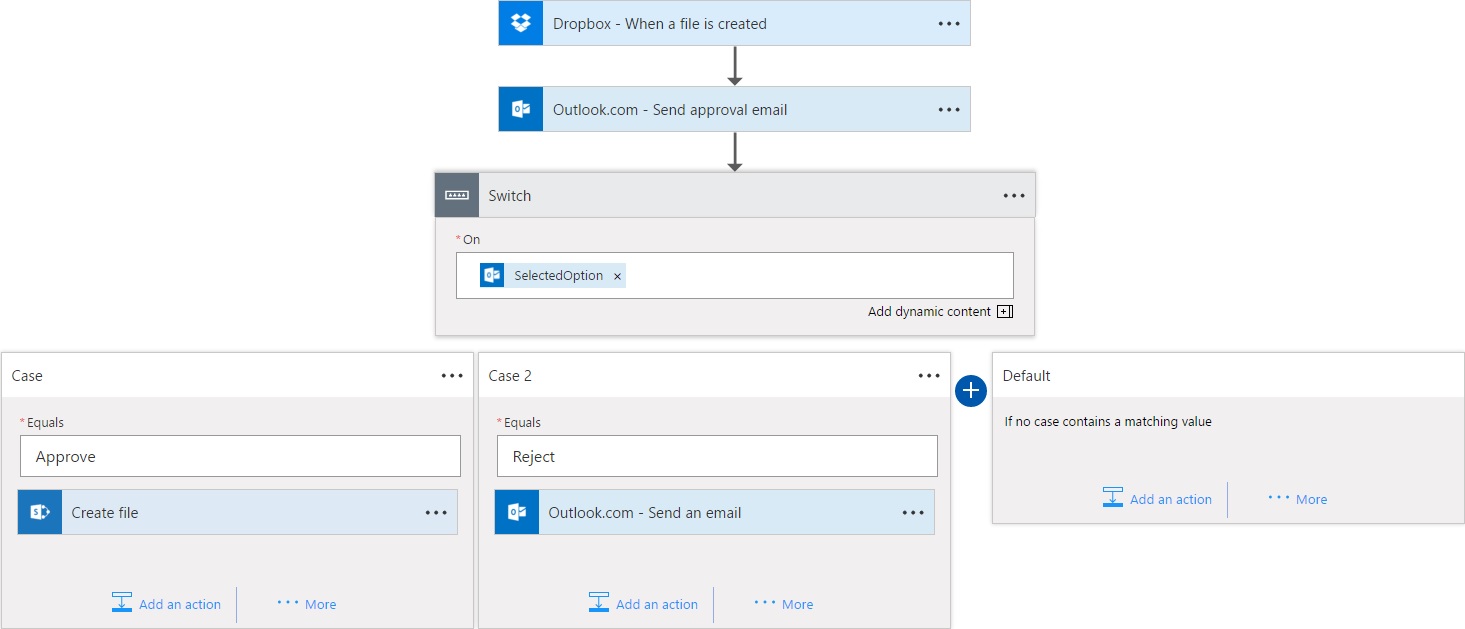 Dropbox - When a file is created
Outlook.com - Send approval email
Switch
* On
SelectedOption ×
Add dynamic content
Case
* Equals
Approve
Create file
Add an action
More
Case 2
* Equals
Reject
Outlook.com - Send an email
Add an action
More
Default
If no case contains a matching value
Add an action
More